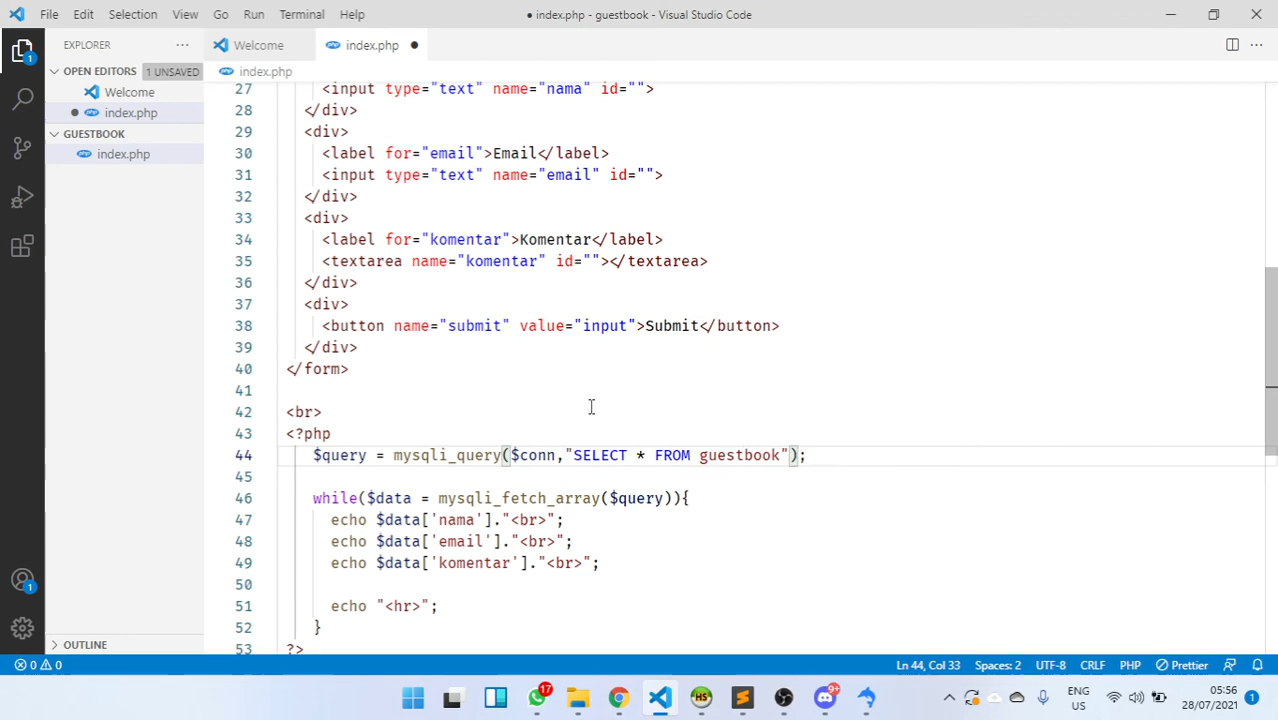 File Edit Selection View Go Run Terminal Help
● index.php - guestbook - Visual Studio Code
EXPLORER
Welcome
index.php
OPEN EDITORS
1 UNSAVED
index.php
Welcome
index.php
GUESTBOOK
index.php
OUTLINE
27 <input type="text" name="nama" id="">
28 </div>
29 <div>
30 <label for="email">Email</label>
31 <input type="text" name="email" id="">
32 </div>
33 <div>
34 <label for="komentar">Komentar</label>
35 <textarea name="komentar" id=""></textarea>
36 </div>
37 <div>
38 <button name="submit" value="input">Submit</button>
39 </div>
40 </form>
41
42 <br>
43 <?php
44 $query = mysqli_query($conn,"SELECT * FROM guestbook");
45
46 while($data = mysqli_fetch_array($query)){
47 echo $data['nama']."<br>";
48 echo $data['email']."<br>";
49 echo $data['komentar']."<br>";
50
51 echo "<hr>";
52 }
53 ?>
1
1
0 0
Ln 44, Col 33 Spaces: 2 UTF-8 CRLF PHP Prettier
17
HS
9+
ENG
US
05:56
28/07/2021
1